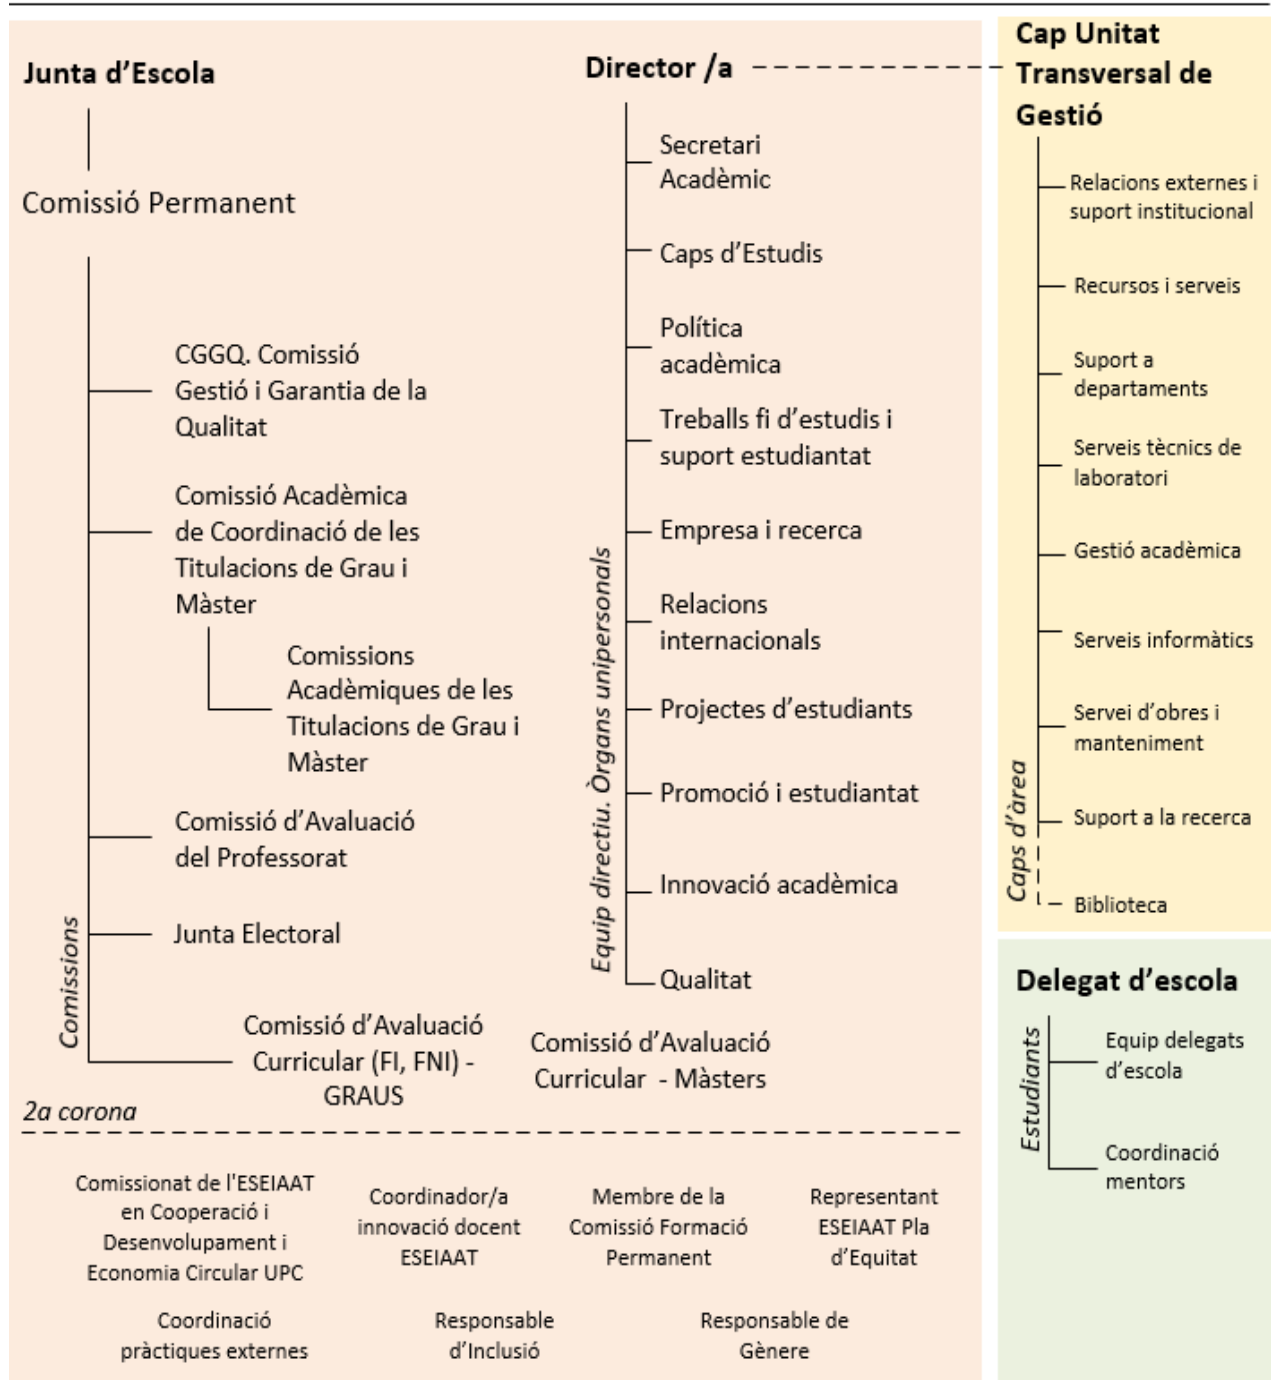 Junta d’Escola
Comissió Permanent
CGGQ. Comissió
Gestió i Garantia de la
Qualitat
Comissió Acadèmica
de Coordinació de les
Titulacions de Grau i
Màster
Comissions
Acadèmiques de les
Titulacions de Grau i
Màster
Comissió d’Avaluació
del Professorat
Junta Electoral
Comissió d’Avaluació
Curricular (FI, FNI) -
GRAUS
Comissió d’Avaluació
Curricular - Màsters
Comissions
Director /a
Secretari
Acadèmic
Caps d’Estudis
Política
acadèmica
Treballs fi d’estudis i
suport estudiantat
Empresa i recerca
Relacions
internacionals
Projectes d’estudiants
Promoció i estudiantat
Innovació acadèmica
Qualitat
Equip directiu. Òrgans unipersonals
Cap Unitat
Transversal de
Gestió
Relacions externes i
suport institucional
Recursos i serveis
Suport a
departaments
Serveis tècnics de
laboratori
Gestió acadèmica
Serveis informàtics
Servei d’obres i
manteniment
Suport a la recerca
Biblioteca
Caps d’àrea
Delegat d’escola
Equip delegats
d’escola
Coordinació
mentors
Estudiants
2a corona
Comissionat de l'ESEIAAT
en Cooperació i
Desenvolupament i
Economia Circular UPC
Coordinador/a
innovació docent
ESEIAAT
Membre de la
Comissió Formació
Permanent
Representant
ESEIAAT Pla
d’Equitat
Coordinació
pràctiques externes
Responsable
d’Inclusió
Responsable de
Gènere